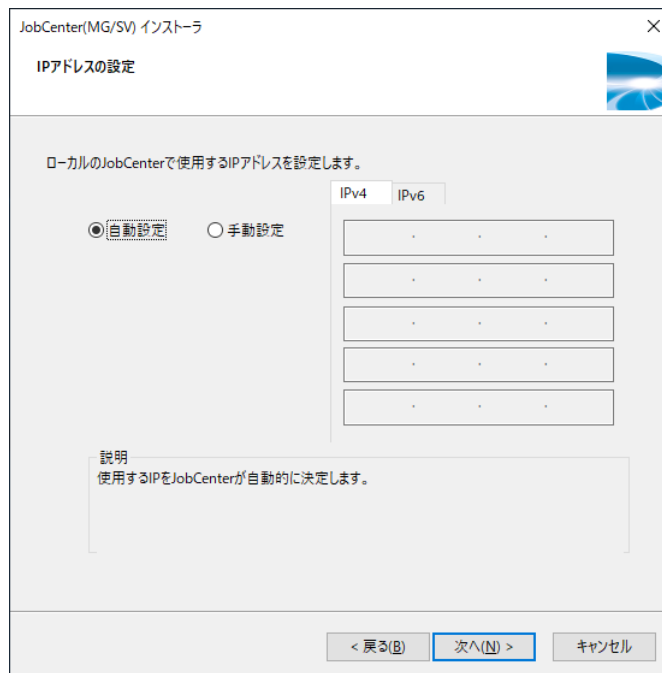 JobCenter(MG/SV) インストーラ
IPアドレスの設定
ローカルのJobCenterで使用するIPアドレスを設定します。
IPv4 IPv6
自動設定 手動設定
説明
使用するIPをJobCenterが自動的に決定します。
< 戻る(B) 次へ(N) > キャンセル